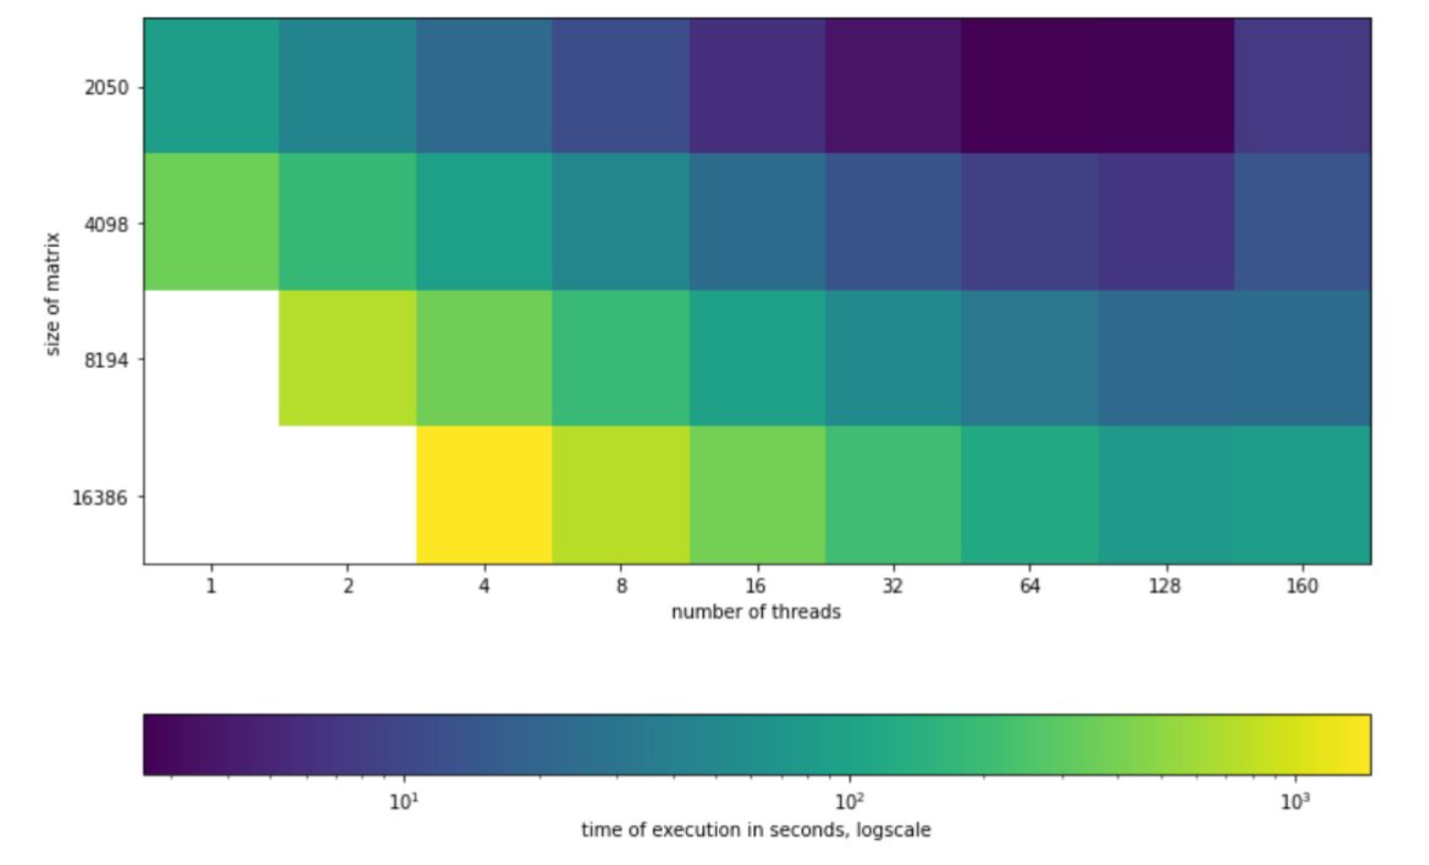 size of matrix
2050
4098
8194
16386
1 2 4 8 16 32 64 128 160
number of threads
10¹ 10² 10³
time of execution in seconds, logscale